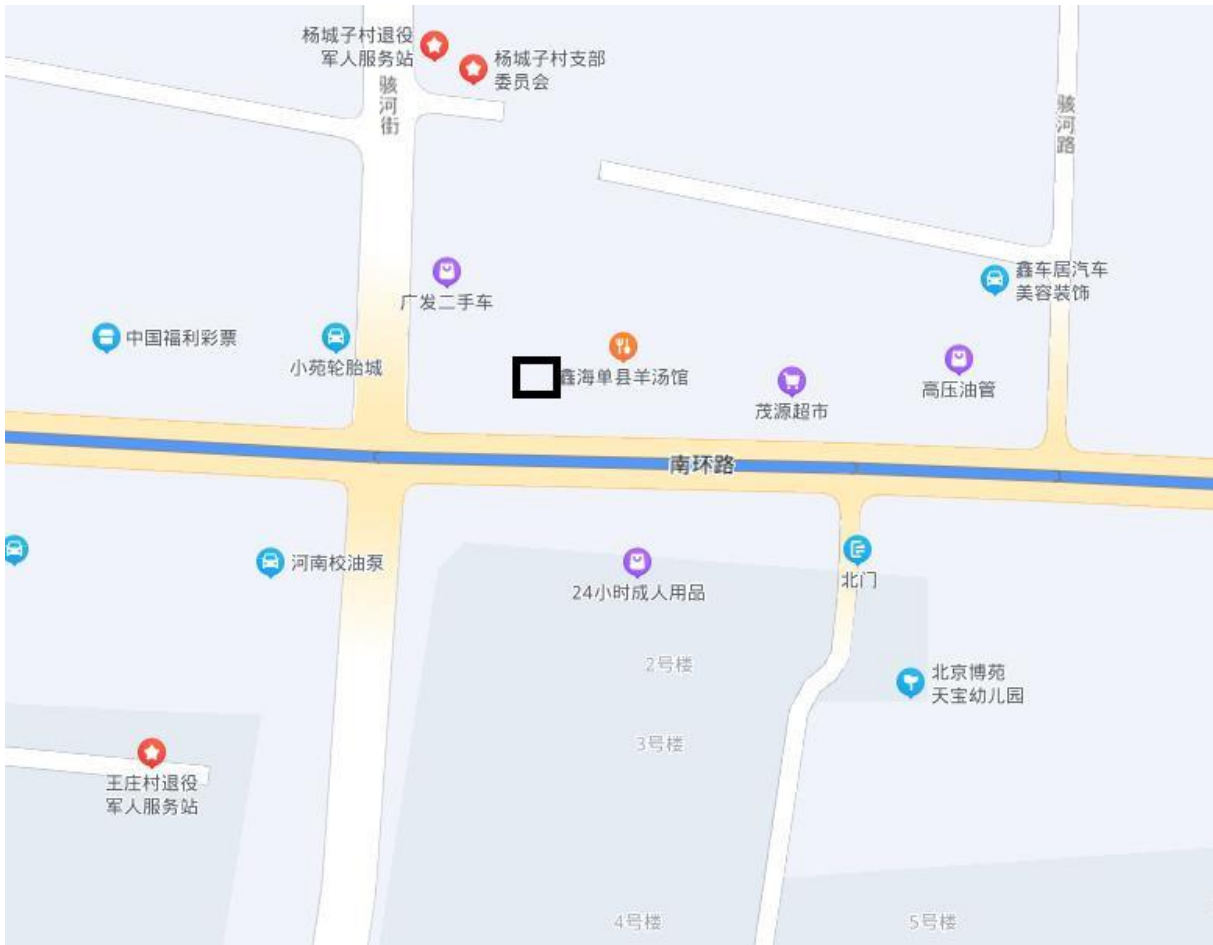 杨城子村退役
军人服务站
杨城子村支部
委员会
骏河街
骏河路
鑫车居汽车
美容装饰
广发二手车
中国福利彩票
小苑轮胎城
鑫海单县羊汤馆
茂源超市
高压油管
南环路
河南校油泵
24小时成人用品
北门
2号楼
北京博苑
天宝幼儿园
3号楼
王庄村退役
军人服务站
4号楼
5号楼